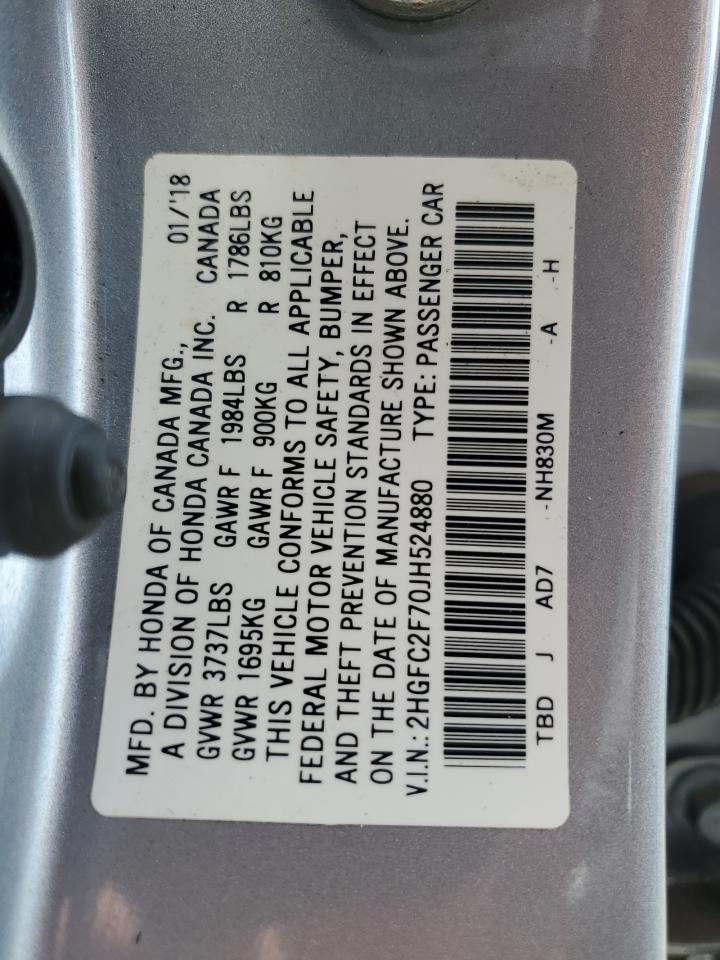 MFD. BY HONDA OF CANADA MFG., 01/'18
A DIVISION OF HONDA CANADA INC. CANADA
GVWR 3737LBS GAWR F 1984LBS R 1786LBS
GVWR 1695KG GAWR F 900KG R 810KG
THIS VEHICLE CONFORMS TO ALL APPLICABLE
FEDERAL MOTOR VEHICLE SAFETY, BUMPER,
AND THEFT PREVENTION STANDARDS IN EFFECT
ON THE DATE OF MANUFACTURE SHOWN ABOVE.
V.I.N.: 2HGFC2F70JH524880 TYPE: PASSENGER CAR
TBD J AD7 -NH830M -A -H